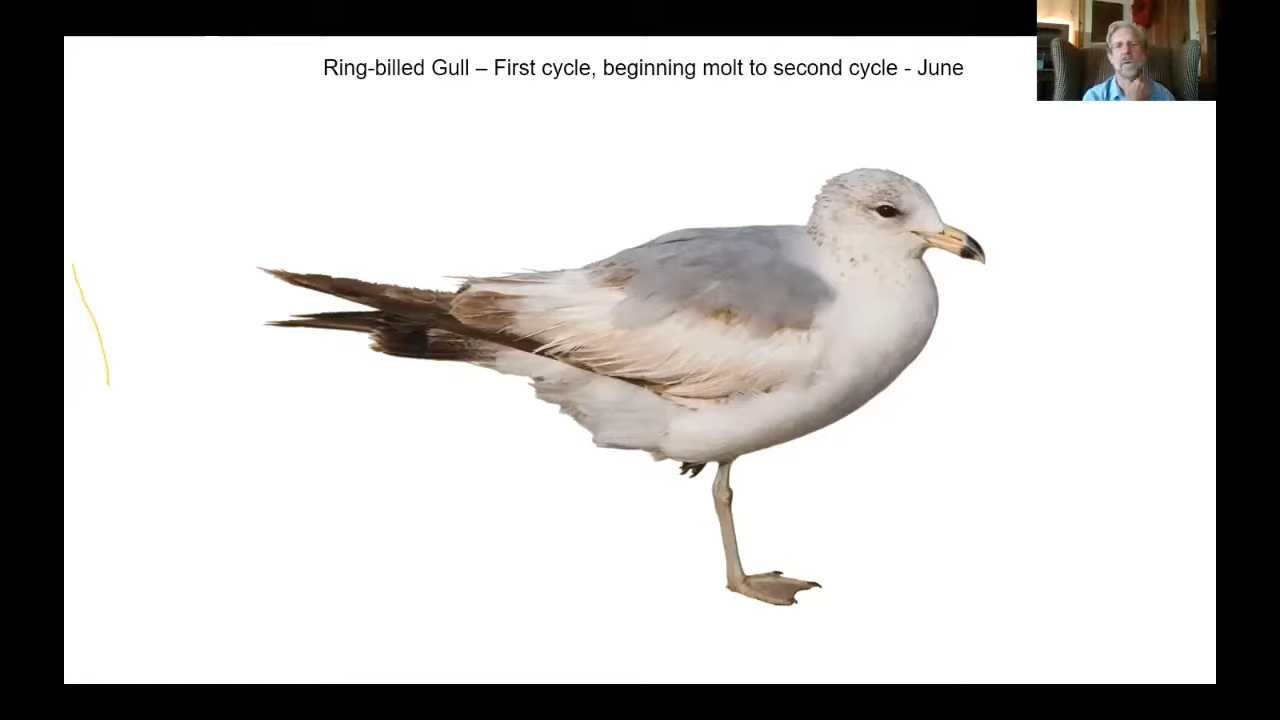 Ring-billed Gull – First cycle, beginning molt to second cycle - June